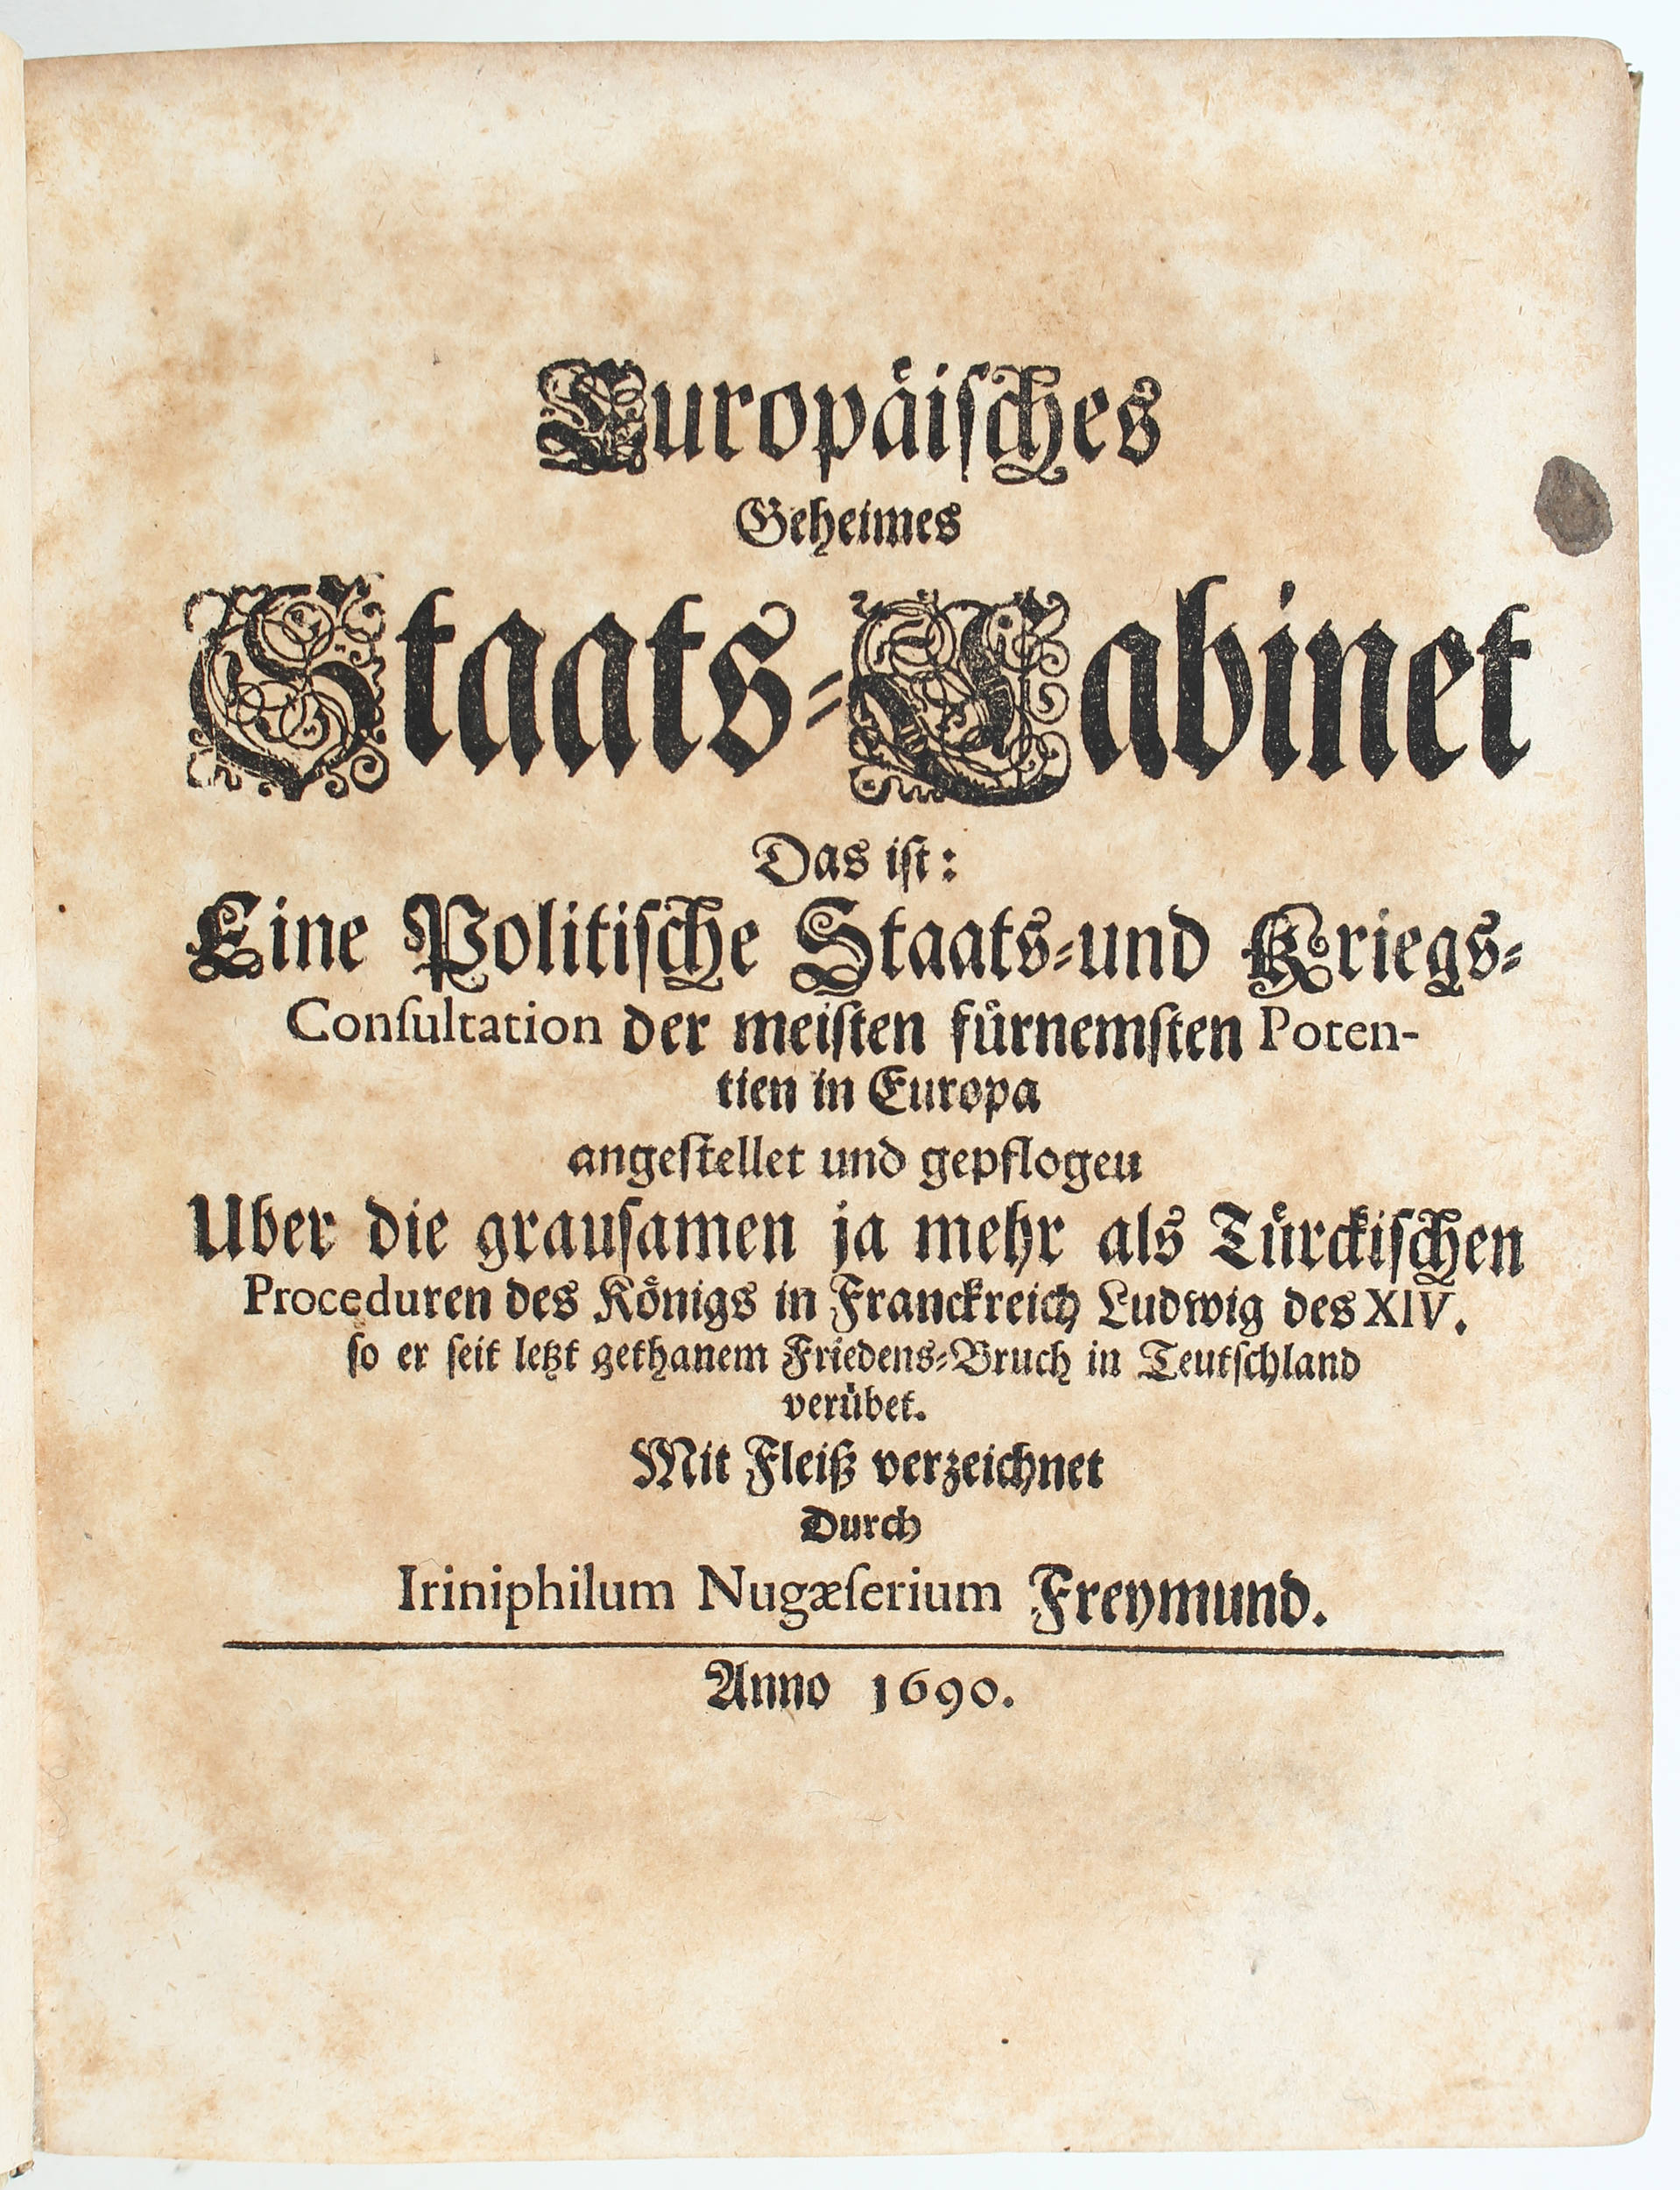 Europäisches
Geheimes
Staats-Cabinet
Das ist:
Eine Politische Staats-und Kriegs-
Conſultation der meiſten fürnemſten Poten-
tien in Europa
angeſtellet und gepflogeu
Uber die grauſamen ja mehr als Türckiſchen
Proceduren des Königs in Franckreich Ludwig des XIV.
ſo er ſeit letzt gethanem Friedens-Bruch in Teutſchland
verübet.
Mit Fleiß verzeichnet
Durch
Iriniphilum Nugæſerium Freymund.
Anno 1690.